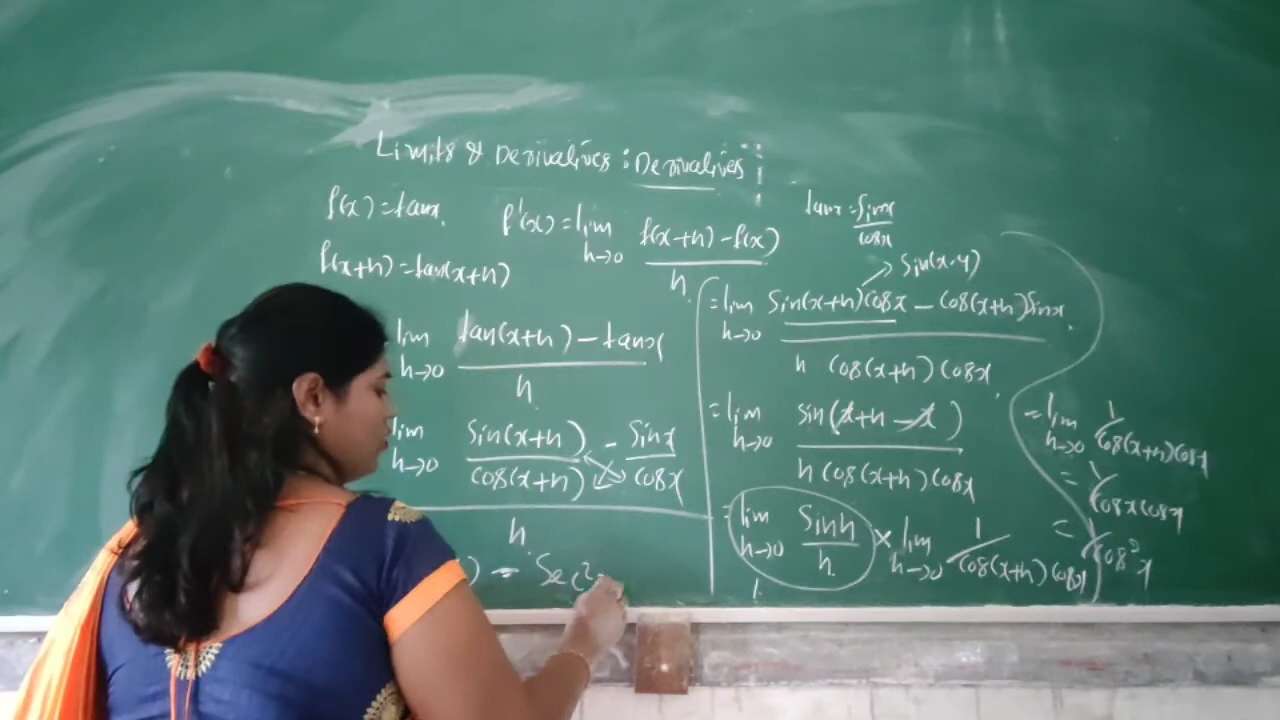 Limits & Derivatives : Derivatives
f(x) = tanx.
f'(x) = lim h→0 f(x+h) - f(x) / h.
f(x+h) = tan(x+h)
lim h→0 tan(x+h) - tanx / h.
lim h→0 sin(x+h) / cos(x+h) - sinx / cosx
h.
) = Sec²
tanx = sinx / cosx
sin(x-y)
= lim h→0 sin(x+h)cosx - cos(x+h)sinx.
h cos(x+h) cosx.
= lim h→0 sin(x+h-x) / h cos(x+h)cosx
= lim h→0 sinh / h. × lim h→0 1/cos(x+h) cosx
1.
= lim h→0 1/cos(x+h)cosx
= 1/cosx cosx
= 1/cos²x